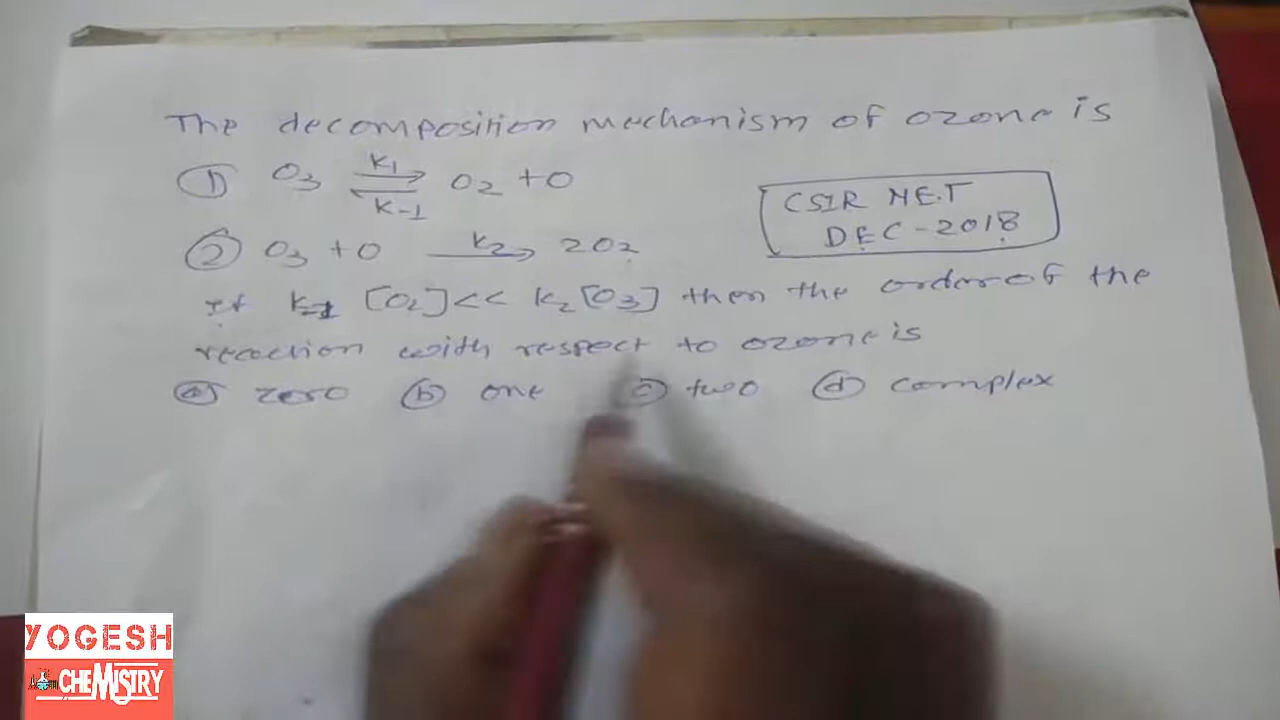 The decomposition mechanism of ozone is
① O₃ ⇌ O₂ + O
K₁
K-1
② O₃ + O → 2O₂
K₂
CSIR NET
DEC - 2018
If K-1 [O₂] << K₂ [O₃] then the order of the
reaction with respect to ozone is
ⓐ zero ⓑ one ⓒ two ⓓ complex
YOGESH
CHEMISTRY